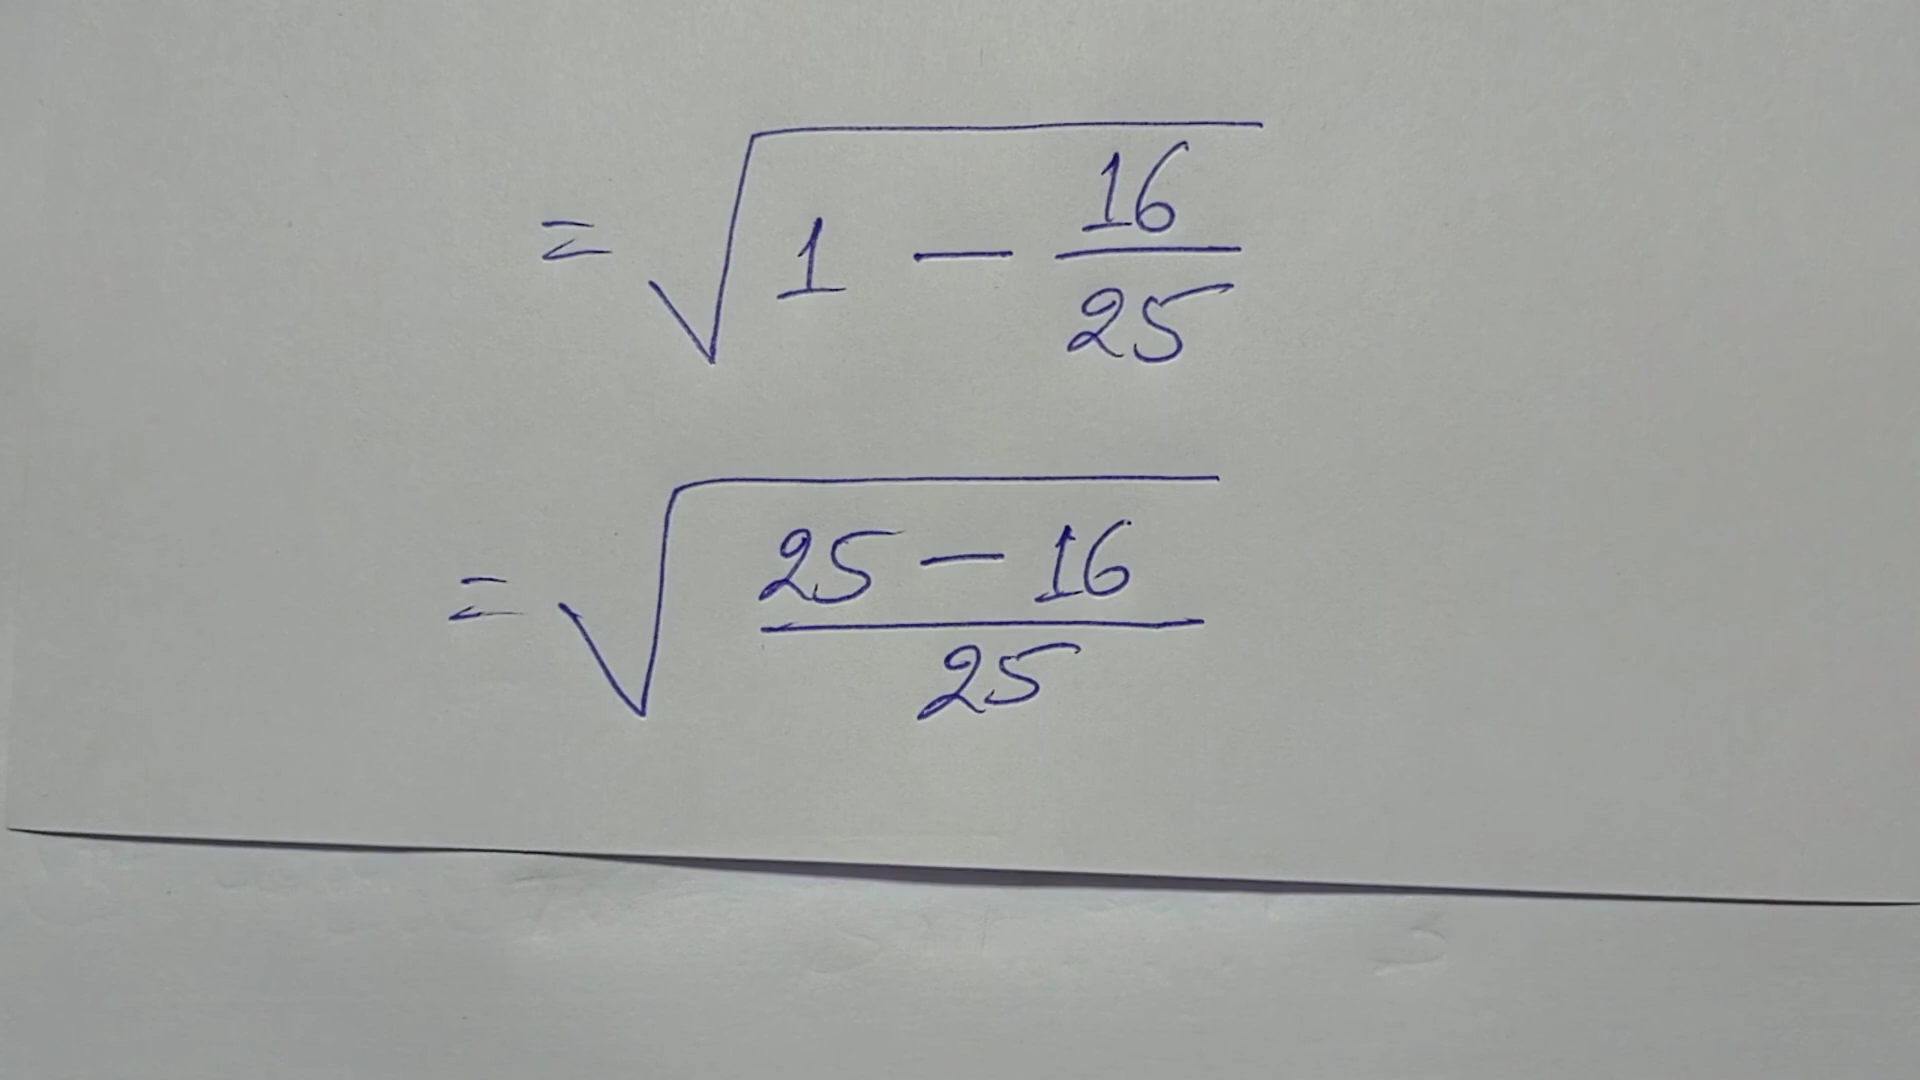 = √(1 − 16/25)
= √((25 − 16)/25)